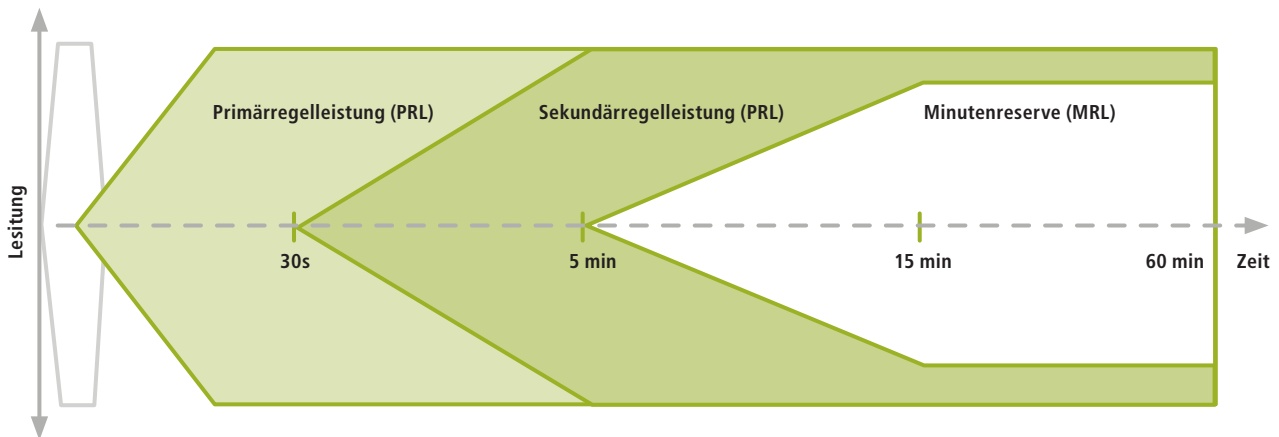 Primärregelleistung (PRL)
Sekundärregelleistung (PRL)
Minutenreserve (MRL)
Lesitung
30s
5 min
15 min
60 min
Zeit